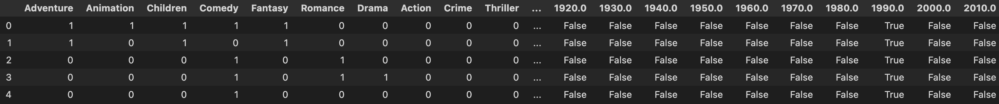 Adventure Animation Children Comedy Fantasy Romance Drama Action Crime Thriller ... 1920.0 1930.0 1940.0 1950.0 1960.0 1970.0 1980.0 1990.0 2000.0 2010.0
0 1 1 1 1 1 0 0 0 0 0 ... False False False False False False False True False False
1 1 0 1 0 1 0 0 0 0 0 ... False False False False False False False True False False
2 0 0 0 1 0 1 0 0 0 0 ... False False False False False False False True False False
3 0 0 0 1 0 1 1 0 0 0 ... False False False False False False False True False False
4 0 0 0 1 0 0 0 0 0 0 ... False False False False False False False True False False